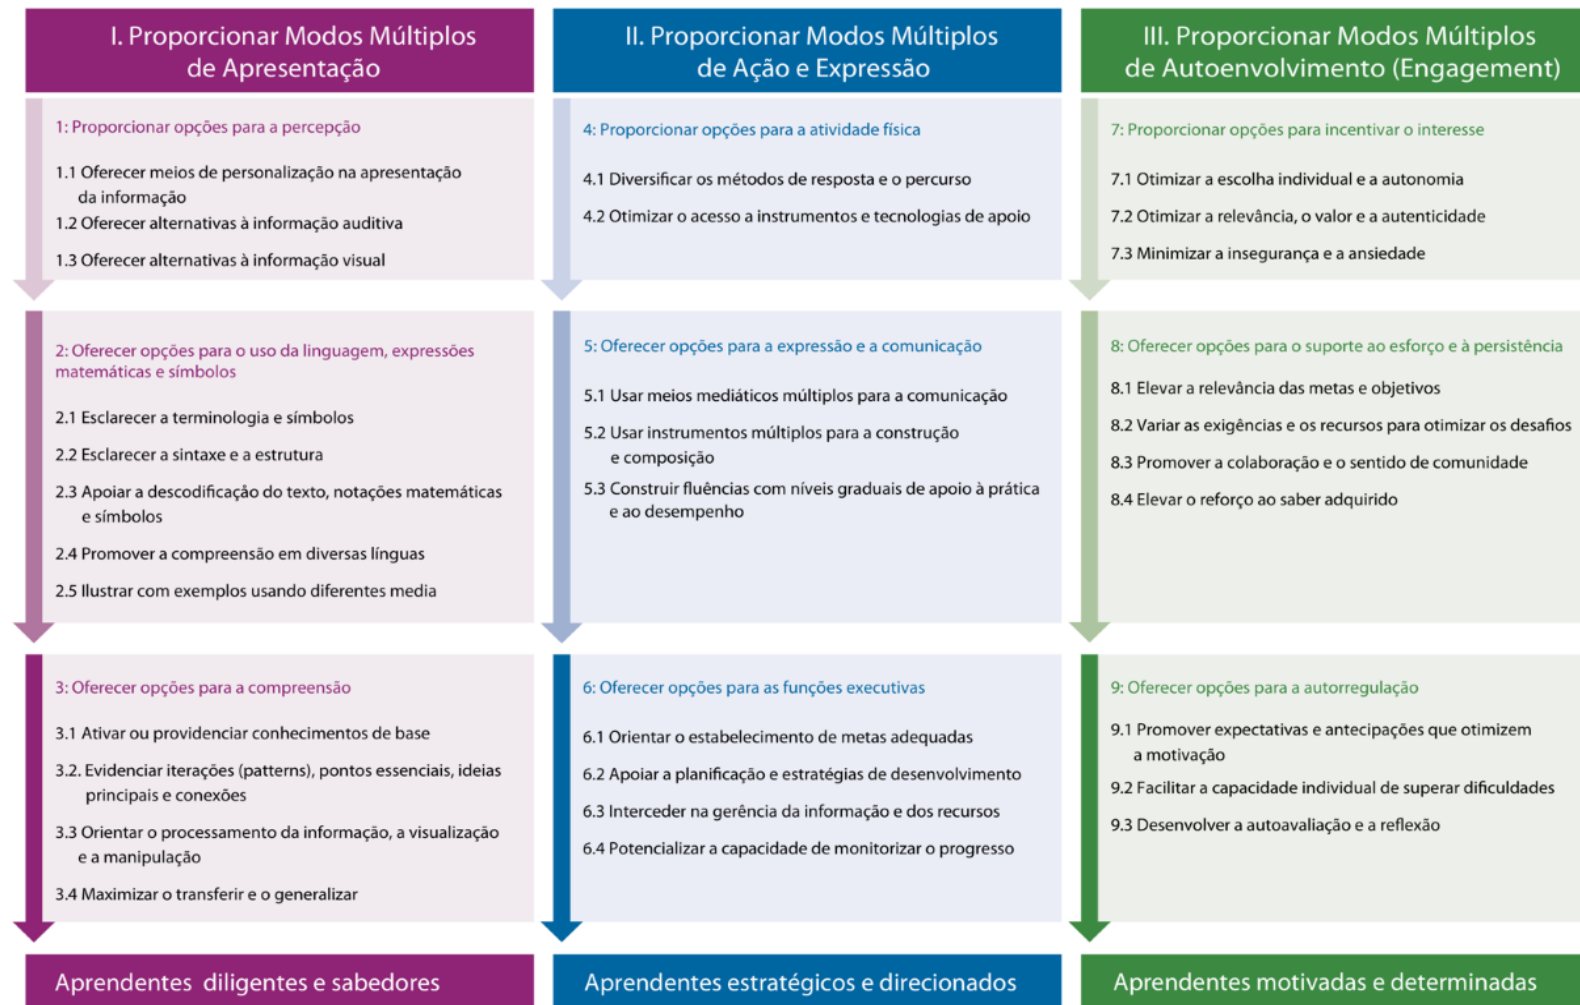 I. Proporcionar Modos Múltiplos
de Apresentação
1: Proporcionar opções para a percepção
1.1 Oferecer meios de personalização na apresentação
da informação
1.2 Oferecer alternativas à informação auditiva
1.3 Oferecer alternativas à informação visual
2: Oferecer opções para o uso da linguagem, expressões
matemáticas e símbolos
2.1 Esclarecer a terminologia e símbolos
2.2 Esclarecer a sintaxe e a estrutura
2.3 Apoiar a descodificação do texto, notações matemáticas
e símbolos
2.4 Promover a compreensão em diversas línguas
2.5 Ilustrar com exemplos usando diferentes media
3: Oferecer opções para a compreensão
3.1 Ativar ou providenciar conhecimentos de base
3.2. Evidenciar iterações (patterns), pontos essenciais, ideias
principais e conexões
3.3 Orientar o processamento da informação, a visualização
e a manipulação
3.4 Maximizar o transferir e o generalizar
Aprendentes diligentes e sabedores
II. Proporcionar Modos Múltiplos
de Ação e Expressão
4: Proporcionar opções para a atividade física
4.1 Diversificar os métodos de resposta e o percurso
4.2 Otimizar o acesso a instrumentos e tecnologias de apoio
5: Oferecer opções para a expressão e a comunicação
5.1 Usar meios mediáticos múltiplos para a comunicação
5.2 Usar instrumentos múltiplos para a construção
e composição
5.3 Construir fluências com níveis graduais de apoio à prática
e ao desempenho
6: Oferecer opções para as funções executivas
6.1 Orientar o estabelecimento de metas adequadas
6.2 Apoiar a planificação e estratégias de desenvolvimento
6.3 Interceder na gerência da informação e dos recursos
6.4 Potencializar a capacidade de monitorizar o progresso
Aprendentes estratégicos e direcionados
III. Proporcionar Modos Múltiplos
de Autoenvolvimento (Engagement)
7: Proporcionar opções para incentivar o interesse
7.1 Otimizar a escolha individual e a autonomia
7.2 Otimizar a relevância, o valor e a autenticidade
7.3 Minimizar a insegurança e a ansiedade
8: Oferecer opções para o suporte ao esforço e à persistência
8.1 Elevar a relevância das metas e objetivos
8.2 Variar as exigências e os recursos para otimizar os desafios
8.3 Promover a colaboração e o sentido de comunidade
8.4 Elevar o reforço ao saber adquirido
9: Oferecer opções para a autorregulação
9.1 Promover expectativas e antecipações que otimizem
a motivação
9.2 Facilitar a capacidade individual de superar dificuldades
9.3 Desenvolver a autoavaliação e a reflexão
Aprendentes motivadas e determinadas